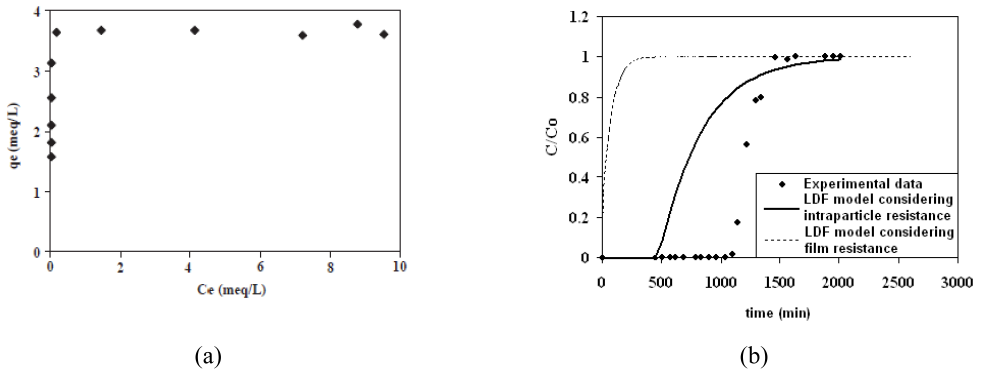 4
3
2
1
0
qe (meq/L)
0 2 4 6 8 10
Ce (meq/L)
(a)
1.2
1
0.8
0.6
0.4
0.2
0
C/Co
Experimental data
LDF model considering
intraparticle resistance
LDF model considering
film resistance
0 500 1000 1500 2000 2500 3000
time (min)
(b)